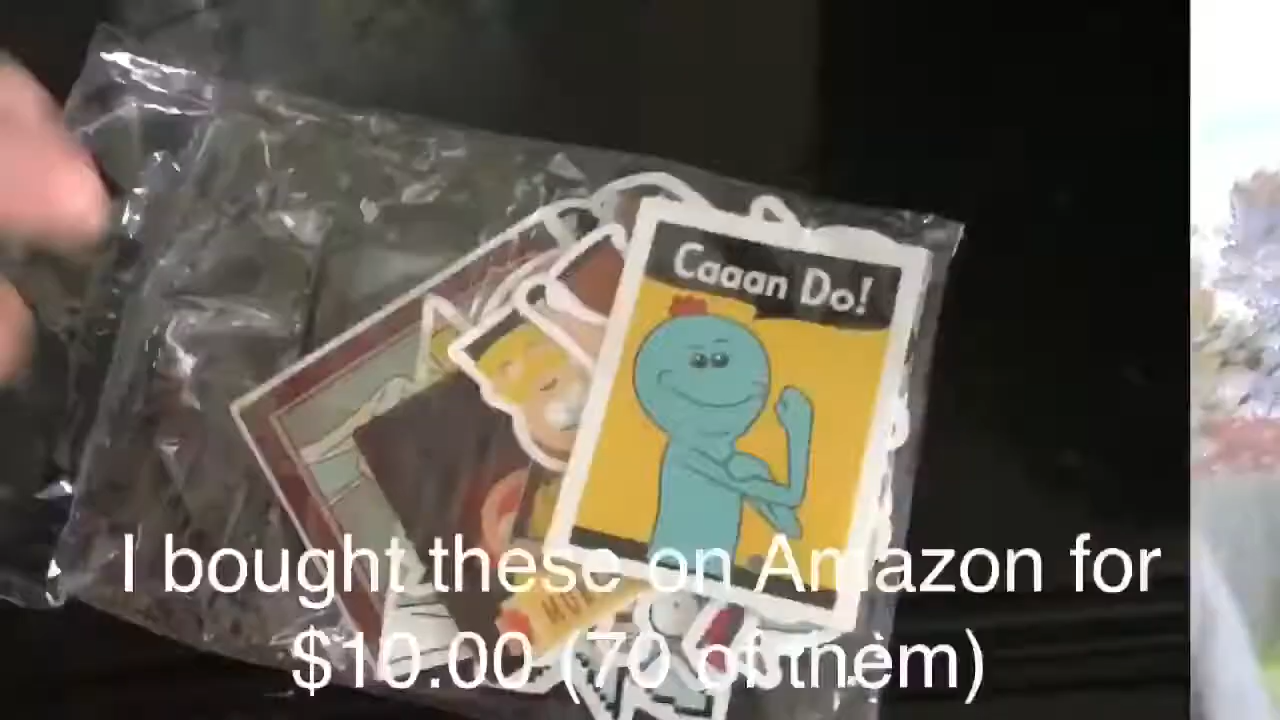 Caaan Do!
I bought these on Amazon for
$10.00 (70 of them)